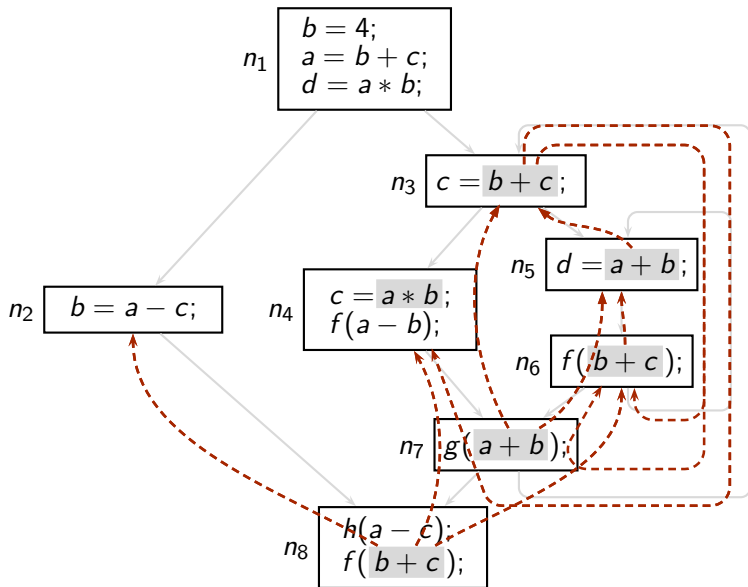 n1
b = 4;
a = b + c;
d = a ∗ b;
n3
c = b + c;
n5
d = a + b;
n2
b = a − c;
n4
c = a ∗ b;
f(a − b);
n6
f(b + c);
n7
g(a + b);
n8
h(a − c);
f(b + c);